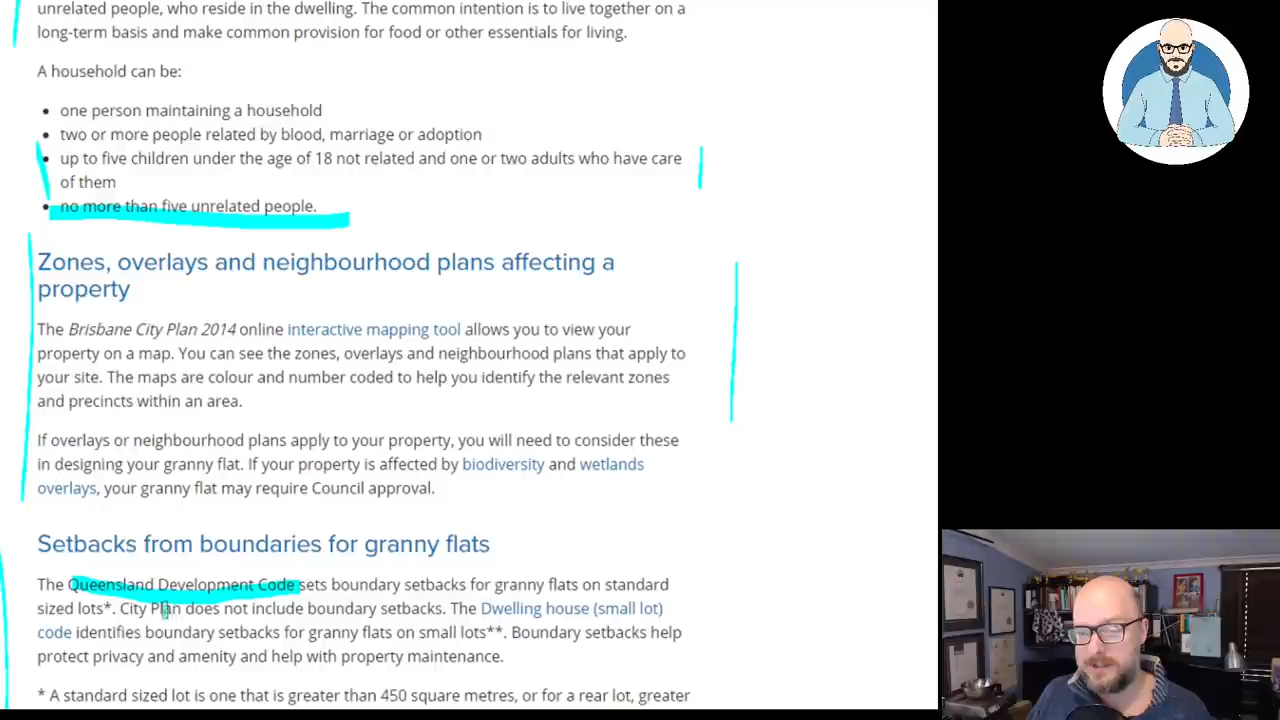 unrelated people, who reside in the dwelling. The common intention is to live together on a
long-term basis and make common provision for food or other essentials for living.
A household can be:
• one person maintaining a household
• two or more people related by blood, marriage or adoption
• up to five children under the age of 18 not related and one or two adults who have care
of them
• no more than five unrelated people.
Zones, overlays and neighbourhood plans affecting a
property
The Brisbane City Plan 2014 online interactive mapping tool allows you to view your
property on a map. You can see the zones, overlays and neighbourhood plans that apply to
your site. The maps are colour and number coded to help you identify the relevant zones
and precincts within an area.
If overlays or neighbourhood plans apply to your property, you will need to consider these
in designing your granny flat. If your property is affected by biodiversity and wetlands
overlays, your granny flat may require Council approval.
Setbacks from boundaries for granny flats
The Queensland Development Code sets boundary setbacks for granny flats on standard
sized lots*. City Plan does not include boundary setbacks. The Dwelling house (small lot)
code identifies boundary setbacks for granny flats on small lots**. Boundary setbacks help
protect privacy and amenity and help with property maintenance.
* A standard sized lot is one that is greater than 450 square metres, or for a rear lot, greater